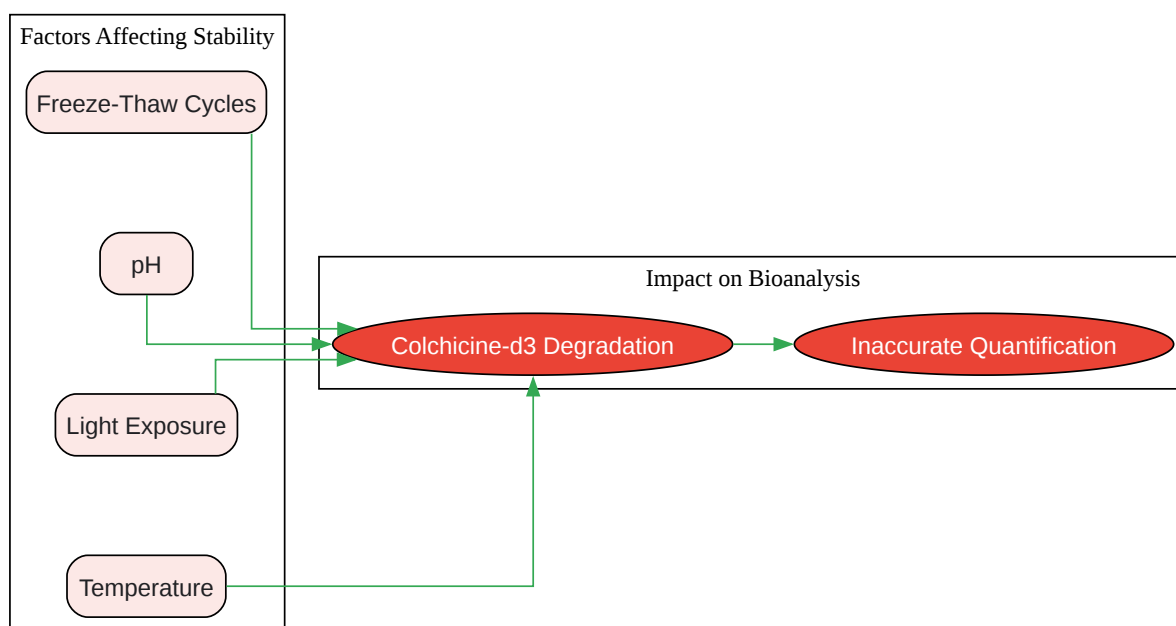 Factors Affecting Stability
Freeze-Thaw Cycles
pH
Light Exposure
Temperature
Impact on Bioanalysis
Colchicine-d3 Degradation
Inaccurate Quantification